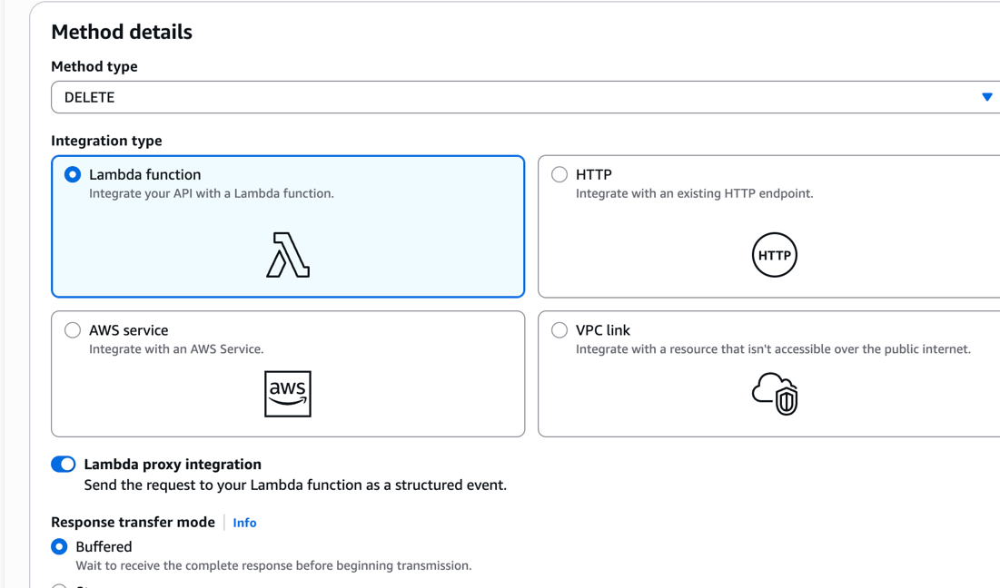 Method details
Method type
DELETE
Integration type
Lambda function
Integrate your API with a Lambda function.
HTTP
Integrate with an existing HTTP endpoint.
HTTP
AWS service
Integrate with an AWS Service.
aws
VPC link
Integrate with a resource that isn't accessible over the public internet.
Lambda proxy integration
Send the request to your Lambda function as a structured event.
Response transfer mode
Info
Buffered
Wait to receive the complete response before beginning transmission.